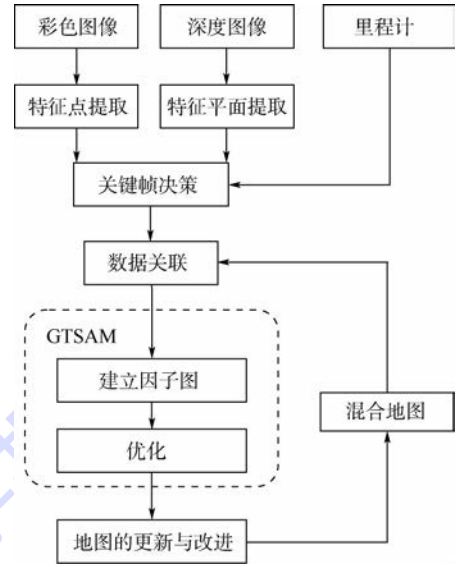 彩色图像
深度图像
里程计
特征点提取
特征平面提取
关键帧决策
数据关联
GTSAM
建立因子图
混合地图
优化
地图的更新与改进